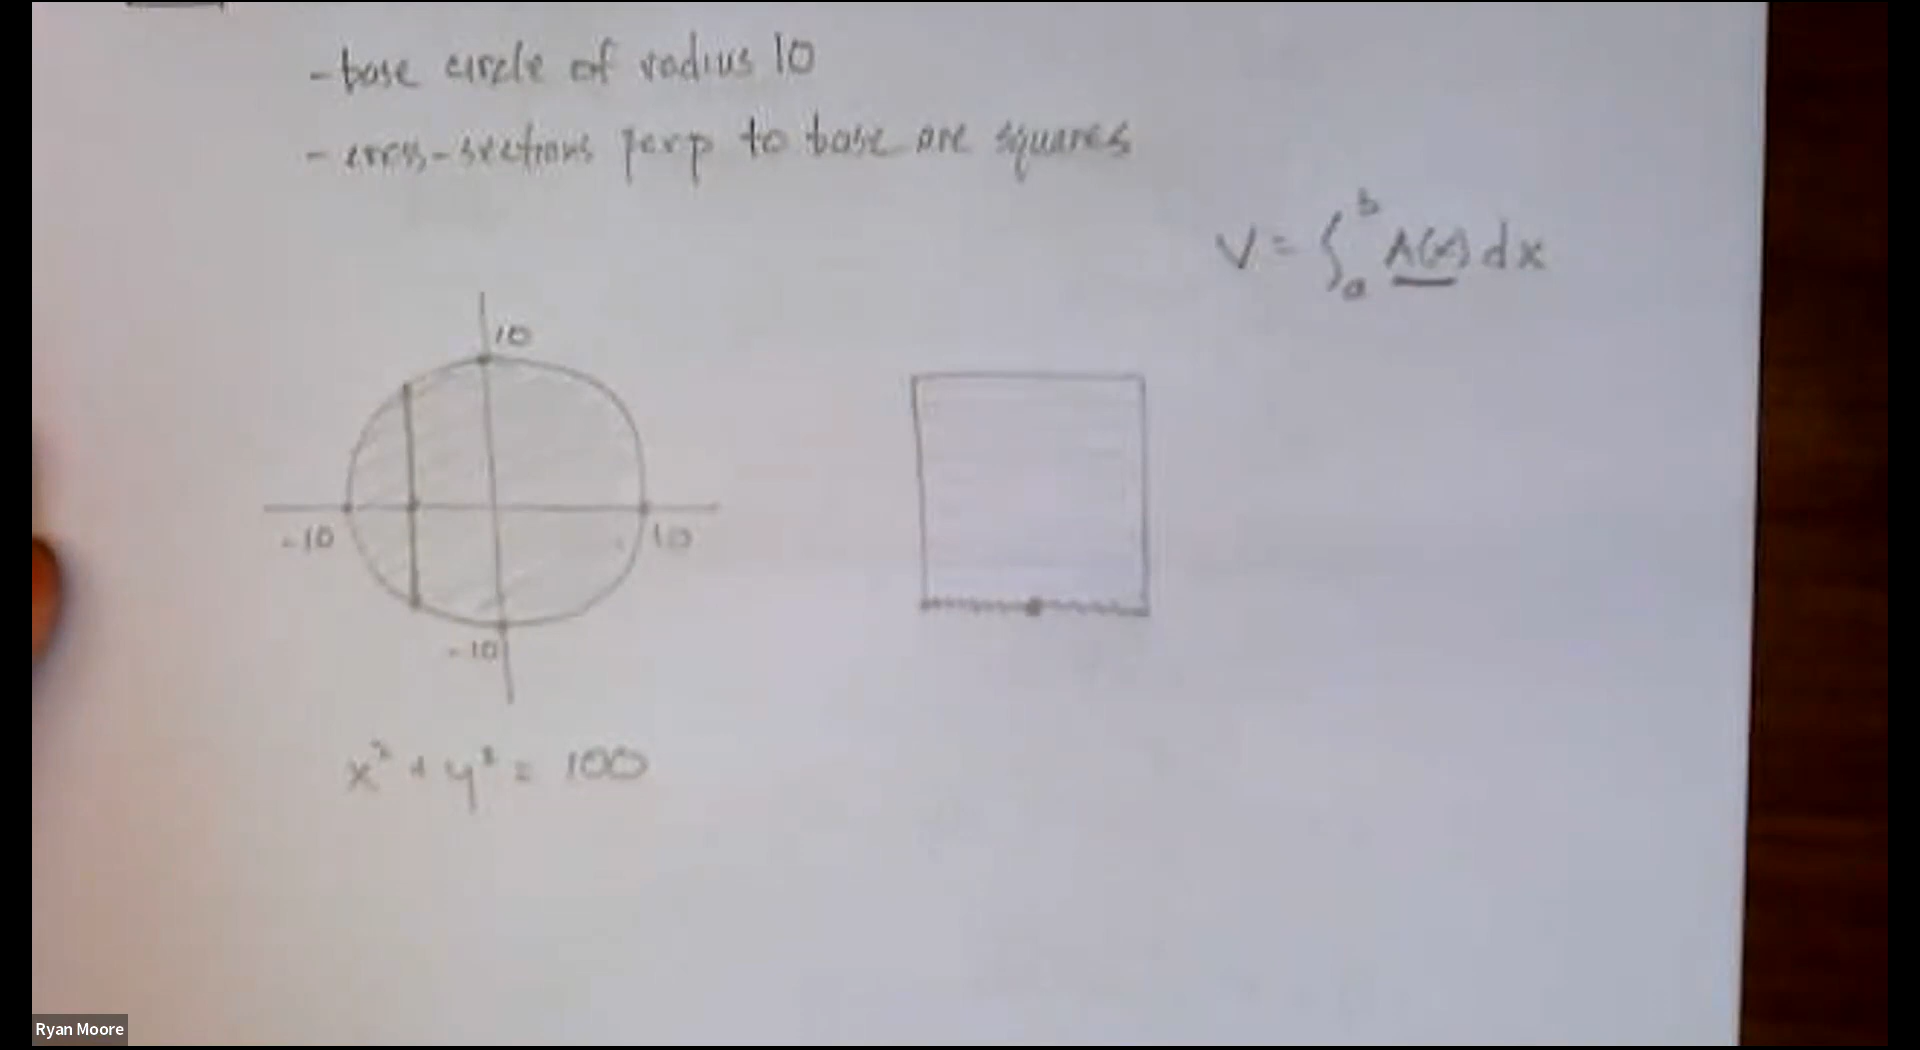 - base circle of radius 10
- cross-sections perp to base are squares
V = ∫_a^b A(x) dx
10
-10 10
-10
x² + y² = 100
Ryan Moore